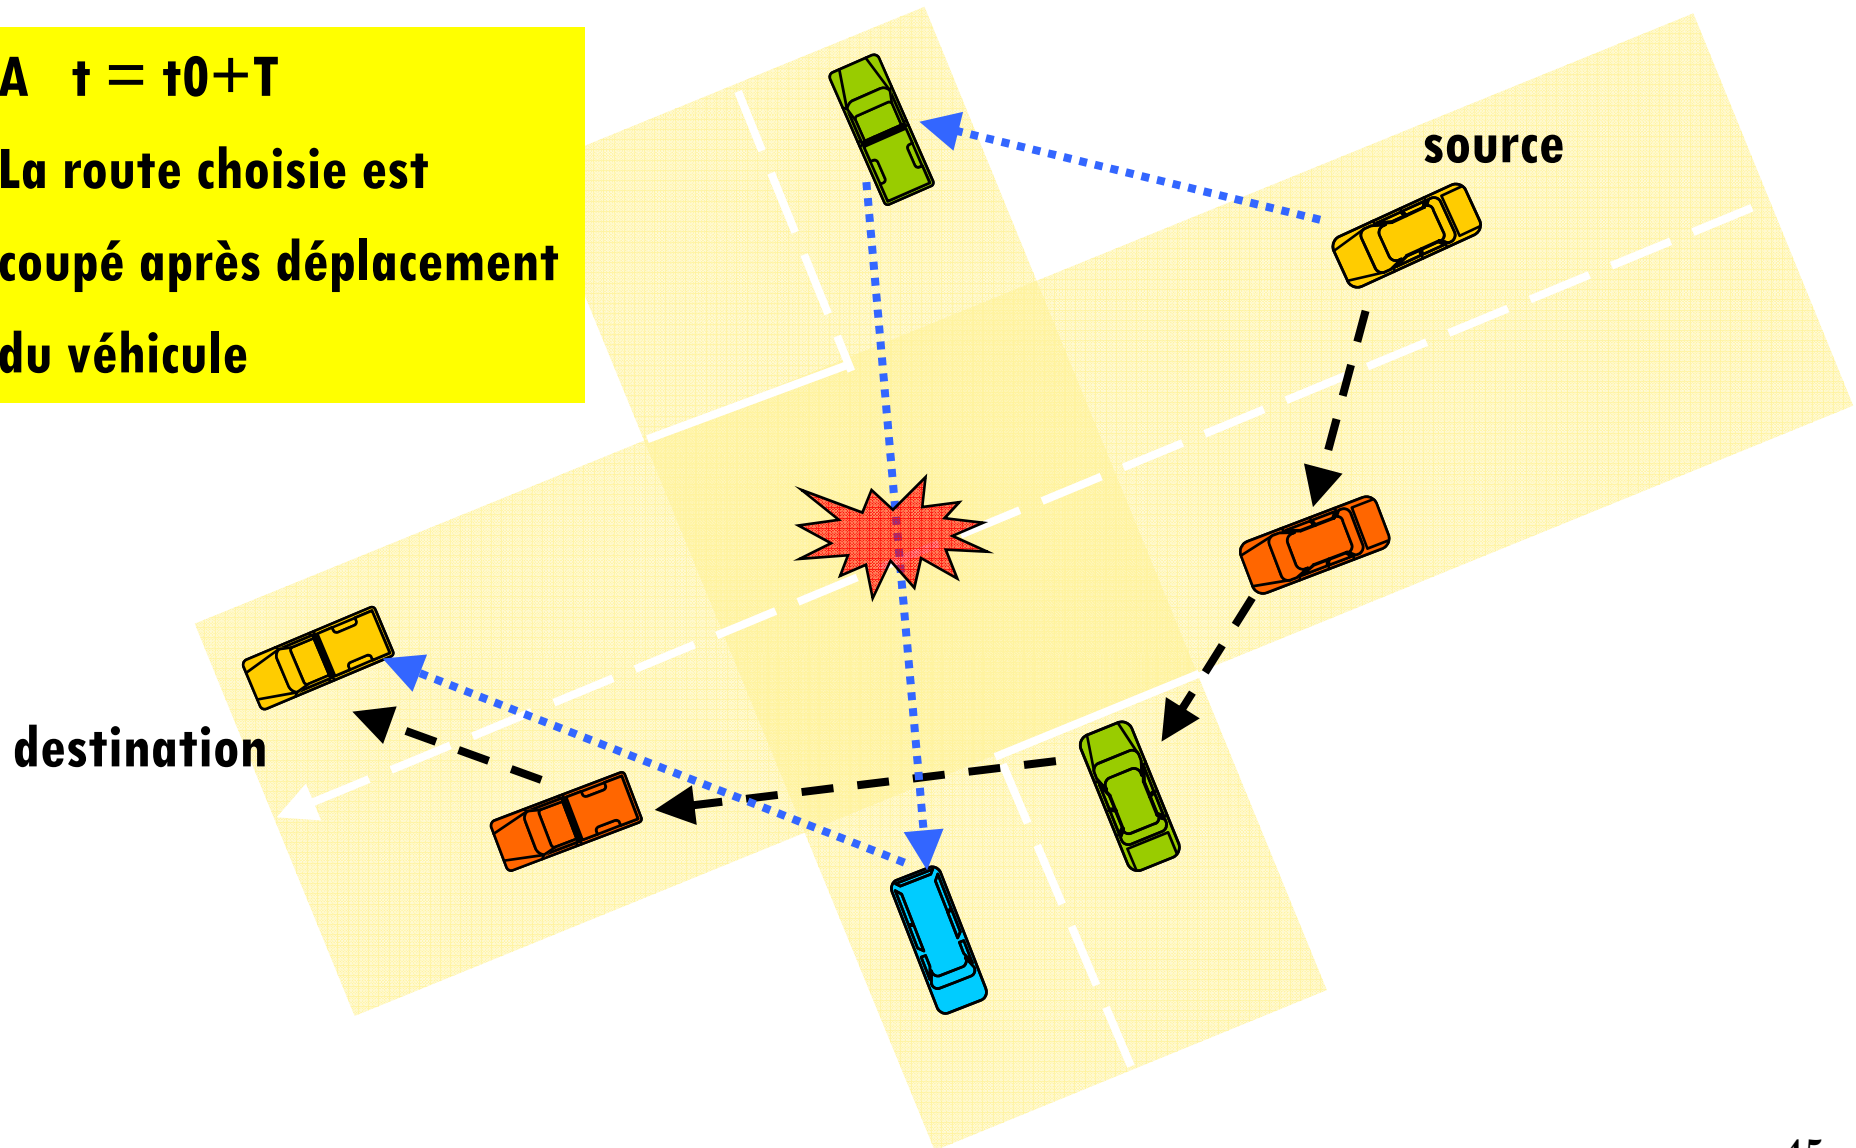 A t = t0+T
La route choisie est
coupé après déplacement
du véhicule
source
destination